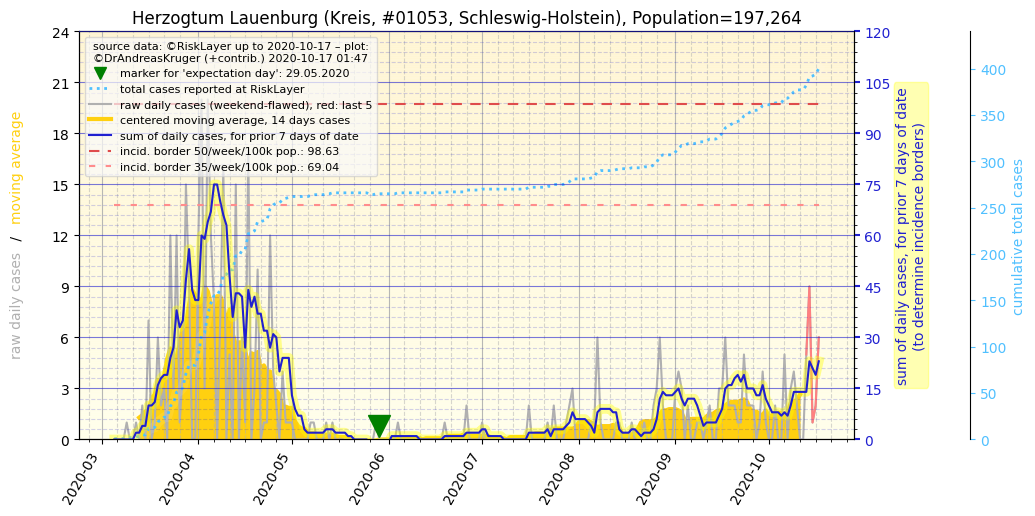 Herzogtum Lauenburg (Kreis, #01053, Schleswig-Holstein), Population=197,264
source data: ©RiskLayer up to 2020-10-17 – plot:
©DrAndreasKruger (+contrib.) 2020-10-17 01:47
marker for 'expectation day': 29.05.2020
total cases reported at RiskLayer
raw daily cases (weekend-flawed), red: last 5
centered moving average, 14 days cases
sum of daily cases, for prior 7 days of date
incid. border 50/week/100k pop.: 98.63
incid. border 35/week/100k pop.: 69.04
raw daily cases / moving average
24
21
18
15
12
9
6
3
0
2020-03
2020-04
2020-05
2020-06
2020-07
2020-08
2020-09
2020-10
120
105
90
75
60
45
30
15
0
sum of daily cases, for prior 7 days of date
(to determine incidence borders)
400
350
300
250
200
150
100
50
0
cumulative total cases